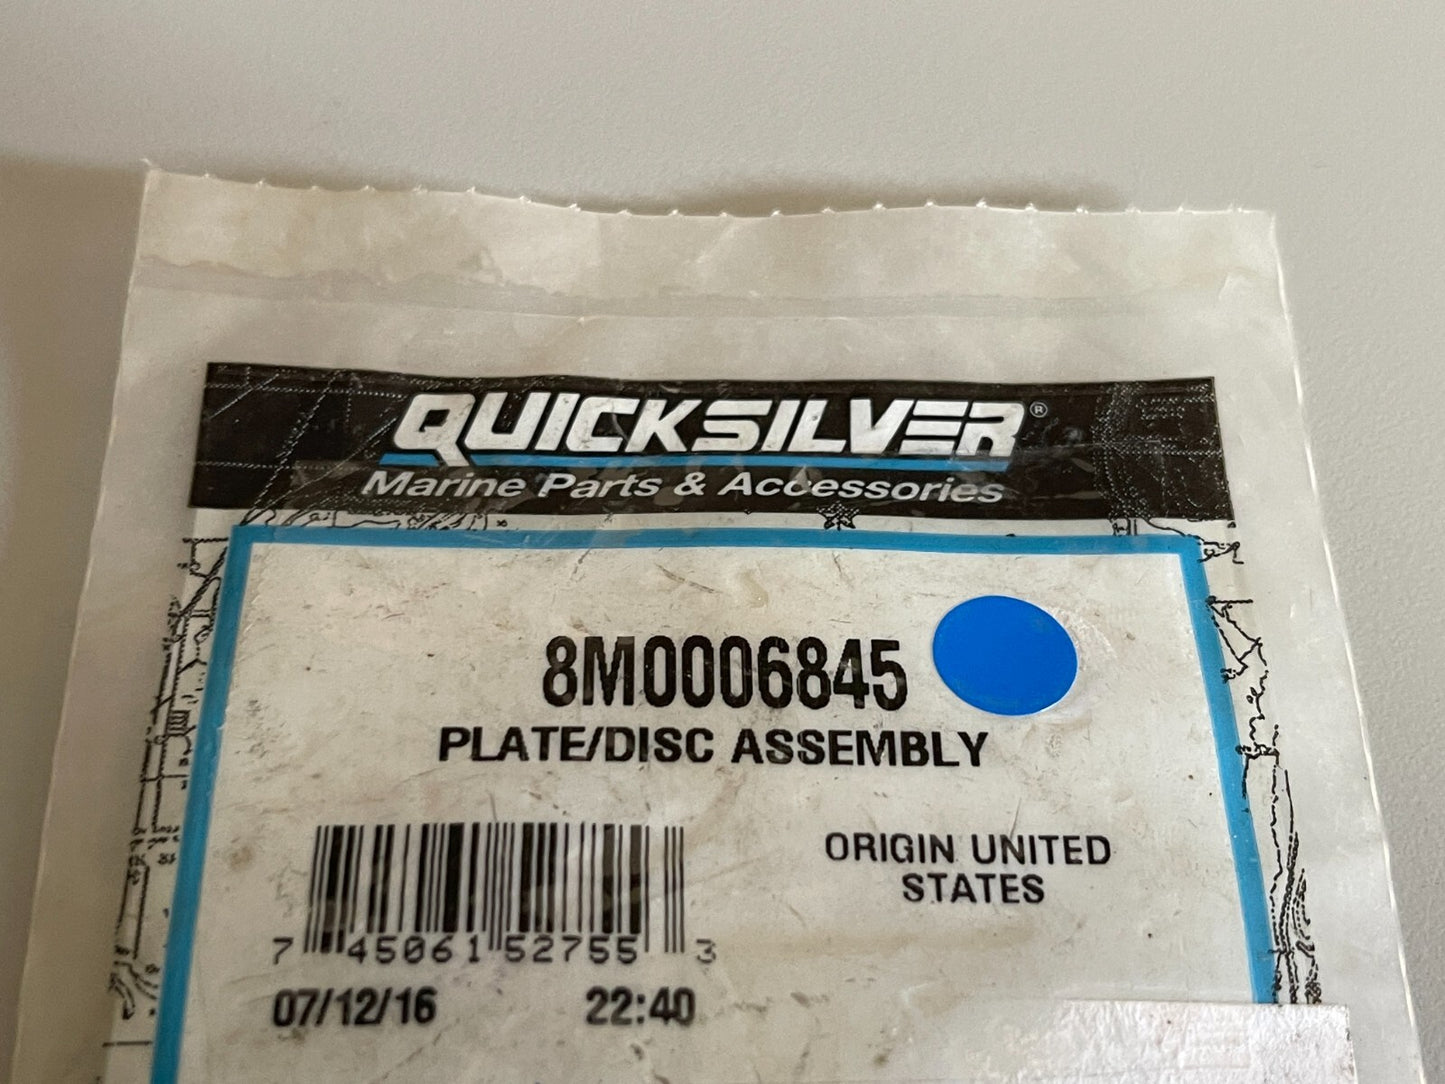 QUICKSILVER®
Marine Parts & Accessories
8M0006845
PLATE/DISC ASSEMBLY
ORIGIN UNITED
STATES
7 45061 52755 3
07/12/16 22:40